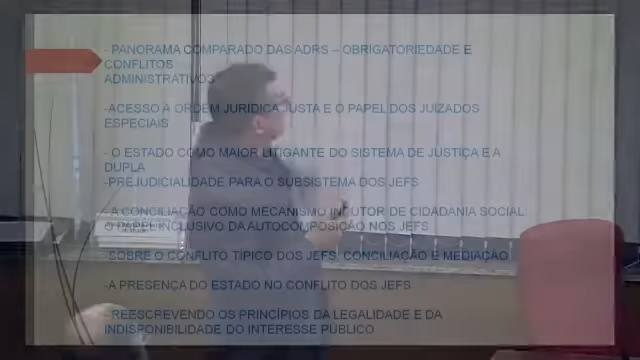 - PANORAMA COMPARADO DAS ADRS – OBRIGATORIEDADE E
CONFLITOS
ADMINISTRATIVOS
-ACESSO À ORDEM JURÍDICA JUSTA E O PAPEL DOS JUIZADOS
ESPECIAIS
- O ESTADO COMO MAIOR LITIGANTE DO SISTEMA DE JUSTIÇA E A
DUPLA
-PREJUDICIALIDADE PARA O SUBSISTEMA DOS JEFS
- A CONCILIAÇÃO COMO MECANISMO INDUTOR DE CIDADANIA SOCIAL:
O PODER INCLUSIVO DA AUTOCOMPOSIÇÃO NOS JEFS
-SOBRE O CONFLITO TÍPICO DOS JEFS: CONCILIAÇÃO E MEDIAÇÃO
-A PRESENÇA DO ESTADO NO CONFLITO DOS JEFS
- REESCREVENDO OS PRINCÍPIOS DA LEGALIDADE E DA
INDISPONIBILIDADE DO INTERESSE PÚBLICO